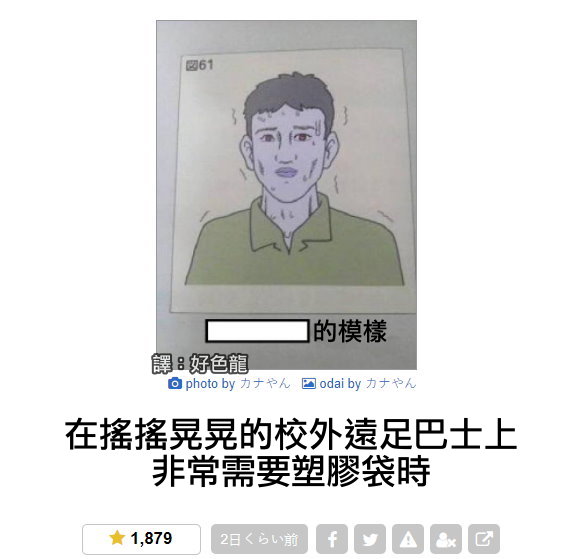 図61
的模樣
譯：好色龍
photo by カナやん odai by カナやん
在搖搖晃晃的校外遠足巴士上
非常需要塑膠袋時
1,879
2日くらい前